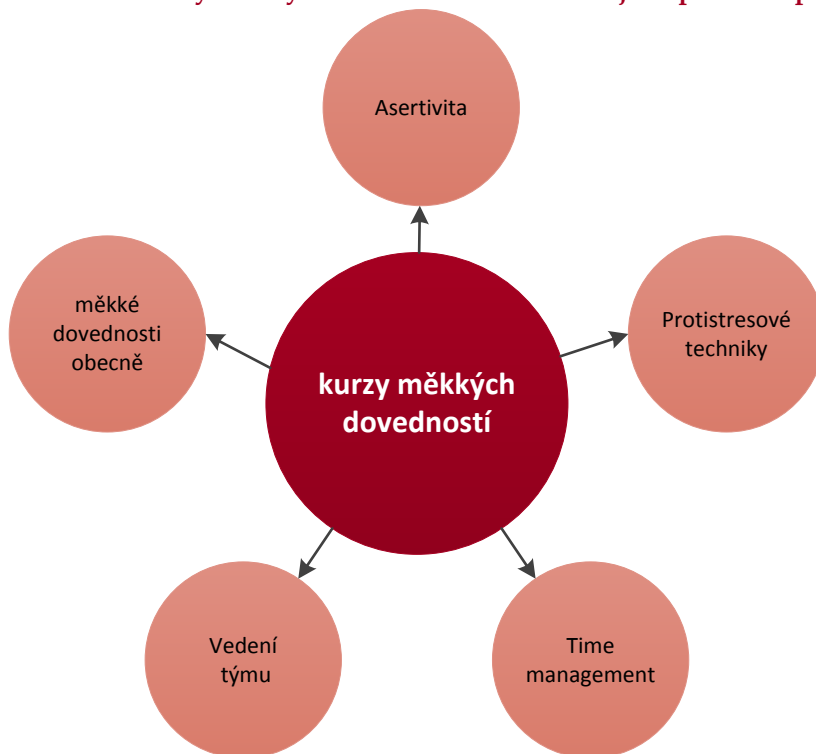 Asertivita
měkké
dovednosti
obecně
Protistresové
techniky
kurzy měkkých
dovedností
Vedení
týmu
Time
management